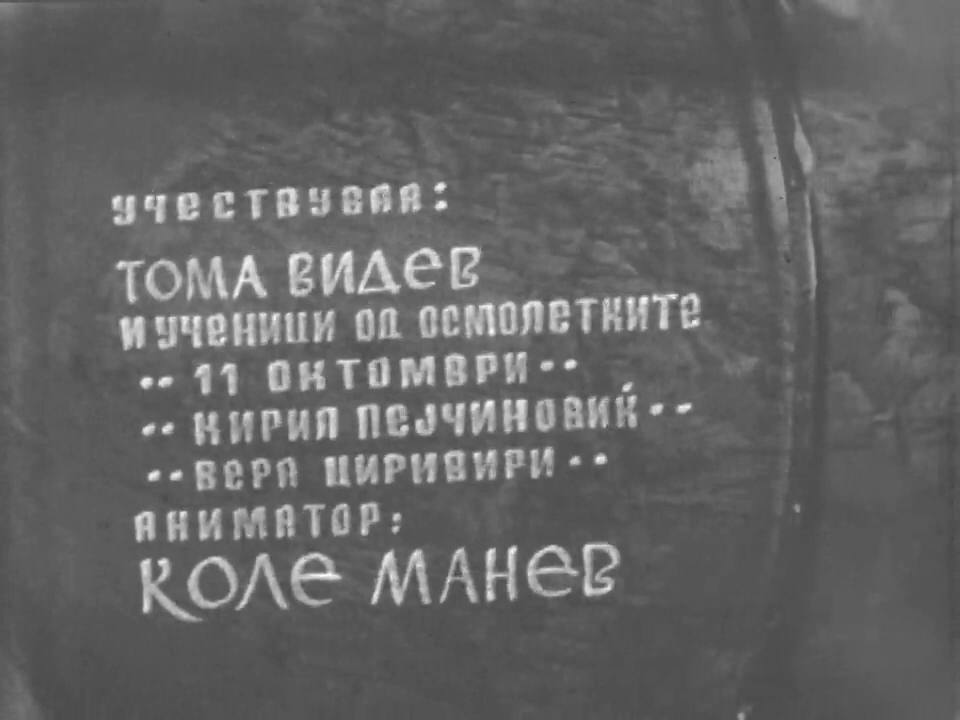 УЧЕСТВУВАА:
ТОМА ВИДЕВ
И УЧЕНИЦИ ОД ОСМОЛЕТКИТЕ
"11 ОКТОМВРИ"
"КИРИЛ ПЕЈЧИНОВИЌ"
"ВЕРА ЦИРИВИРИ"
АНИМАТОР:
КОЛЕ МАНЕВ